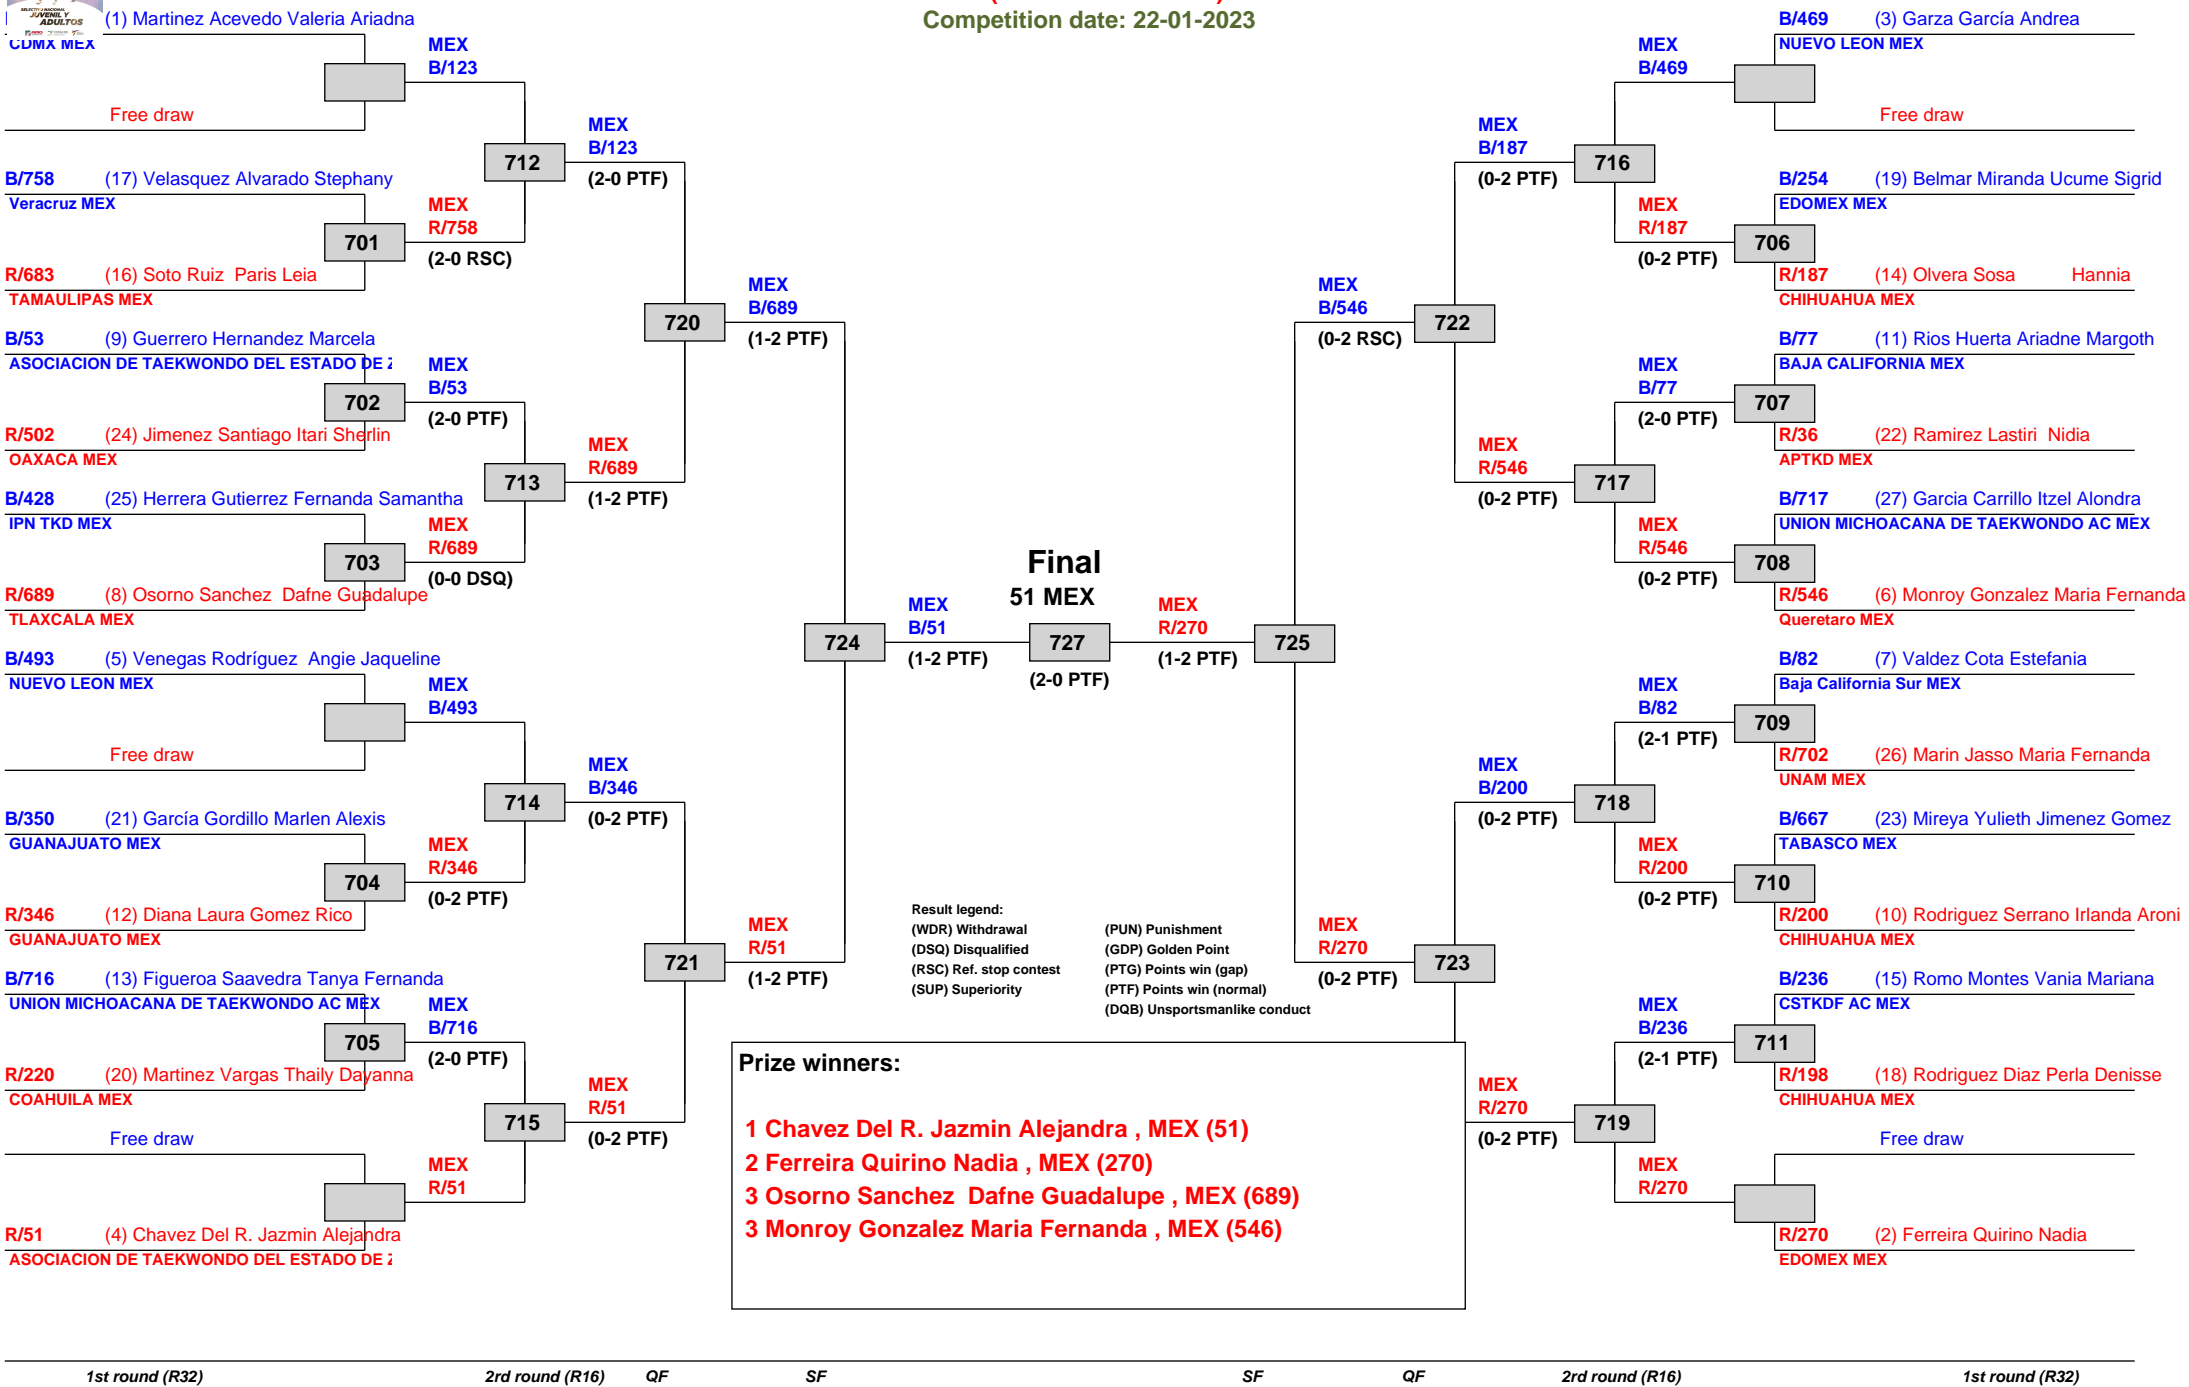 SELECTIVO NACIONAL
JUVENIL Y
ADULTOS
Competition date: 22-01-2023
(1) Martinez Acevedo Valeria Ariadna
CDMX MEX
Free draw
B/758 (17) Velasquez Alvarado Stephany
Veracruz MEX
R/683 (16) Soto Ruiz Paris Leia
TAMAULIPAS MEX
B/53 (9) Guerrero Hernandez Marcela
ASOCIACION DE TAEKWONDO DEL ESTADO DE
R/502 (24) Jimenez Santiago Itari Sherlin
OAXACA MEX
B/428 (25) Herrera Gutierrez Fernanda Samantha
IPN TKD MEX
R/689 (8) Osorno Sanchez Dafne Guadalupe
TLAXCALA MEX
B/493 (5) Venegas Rodríguez Angie Jaqueline
NUEVO LEON MEX
Free draw
B/350 (21) García Gordillo Marlen Alexis
GUANAJUATO MEX
R/346 (12) Diana Laura Gomez Rico
GUANAJUATO MEX
B/716 (13) Figueroa Saavedra Tanya Fernanda
UNION MICHOACANA DE TAEKWONDO AC MEX
R/220 (20) Martinez Vargas Thaily Dayanna
COAHUILA MEX
Free draw
R/51 (4) Chavez Del R. Jazmin Alejandra
ASOCIACION DE TAEKWONDO DEL ESTADO DE
701
702
703
704
705
MEX
B/123
MEX
R/758
(2-0 RSC)
MEX
B/53
(2-0 PTF)
MEX
R/689
(0-0 DSQ)
MEX
B/493
MEX
R/346
(0-2 PTF)
MEX
B/716
(2-0 PTF)
MEX
R/51
712
713
714
715
MEX
B/123
(2-0 PTF)
MEX
R/689
(1-2 PTF)
MEX
B/346
(0-2 PTF)
MEX
R/51
(0-2 PTF)
720
721
MEX
B/689
(1-2 PTF)
MEX
R/51
(1-2 PTF)
724
MEX
B/51
(1-2 PTF)
Final
51 MEX
727
(2-0 PTF)
MEX
R/270
(1-2 PTF)
725
MEX
B/546
(0-2 RSC)
MEX
R/270
(0-2 PTF)
722
723
MEX
B/187
(0-2 PTF)
MEX
R/546
(0-2 PTF)
MEX
B/200
(0-2 PTF)
MEX
R/270
(0-2 PTF)
716
717
718
719
MEX
B/469
MEX
R/187
(0-2 PTF)
MEX
B/77
(2-0 PTF)
MEX
R/546
(0-2 PTF)
MEX
B/82
(2-1 PTF)
MEX
R/200
(0-2 PTF)
MEX
B/236
(2-1 PTF)
MEX
R/270
706
707
708
709
710
711
B/469 (3) Garza García Andrea
NUEVO LEON MEX
Free draw
B/254 (19) Belmar Miranda Ucume Sigrid
EDOMEX MEX
R/187 (14) Olvera Sosa Hannia
CHIHUAHUA MEX
B/77 (11) Rios Huerta Ariadne Margoth
BAJA CALIFORNIA MEX
R/36 (22) Ramirez Lastiri Nidia
APTKD MEX
B/717 (27) Garcia Carrillo Itzel Alondra
UNION MICHOACANA DE TAEKWONDO AC MEX
R/546 (6) Monroy Gonzalez Maria Fernanda
Queretaro MEX
B/82 (7) Valdez Cota Estefania
Baja California Sur MEX
R/702 (26) Marin Jasso Maria Fernanda
UNAM MEX
B/667 (23) Mireya Yulieth Jimenez Gomez
TABASCO MEX
R/200 (10) Rodriguez Serrano Irlanda Aroni
CHIHUAHUA MEX
B/236 (15) Romo Montes Vania Mariana
CSTKDF AC MEX
R/198 (18) Rodriguez Diaz Perla Denisse
CHIHUAHUA MEX
Free draw
R/270 (2) Ferreira Quirino Nadia
EDOMEX MEX
Result legend:
(WDR) Withdrawal (PUN) Punishment
(DSQ) Disqualified (GDP) Golden Point
(RSC) Ref. stop contest (PTG) Points win (gap)
(SUP) Superiority (PTF) Points win (normal)
(DQB) Unsportsmanlike conduct
Prize winners:
1 Chavez Del R. Jazmin Alejandra , MEX (51)
2 Ferreira Quirino Nadia , MEX (270)
3 Osorno Sanchez Dafne Guadalupe , MEX (689)
3 Monroy Gonzalez Maria Fernanda , MEX (546)
1st round (R32) 2rd round (R16) QF SF SF QF 2rd round (R16) 1st round (R32)